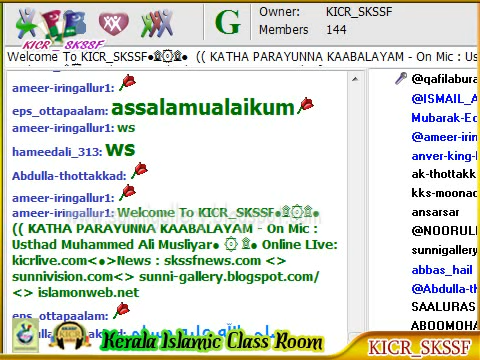 Owner: KICR_SKSSF
G
Members 144
KICR_SKSSF
Welcome To KICR_SKSSF●۩۞۩● (( KATHA PARAYUNNA KAABALAYAM - On Mic : Us
ameer-iringallur1:
eps_ottapaalam: assalamualaikum
ameer-iringallur1: ws
hameedali_313: ws
Abdulla-thottakkad:
ameer-iringallur1:
ameer-iringallur1: Welcome To KICR_SKSSF●۩۞۩●
(( KATHA PARAYUNNA KAABALAYAM - On Mic :
Usthad Muhammed Ali Musliyar● ۞ ۩● Online LIve:
kicrlive.com<●>News : skssfnews.com <>
sunnivision.com<> sunni-gallery.blogspot.com/
<> islamonweb.net
eps_ottapaalam:
@qafilabura
@ISMAIL_A
Mubarak-Ec
@ameer-irin
anver-king-l
ak-thottakk
kks-moonac
ansarsar
@NOORULI
sunnigallery
abbas_hail
@Abdulla-th
SAALURAS
ABOOMOHA
Kerala Islamic Class Room
KICR_SKSSF